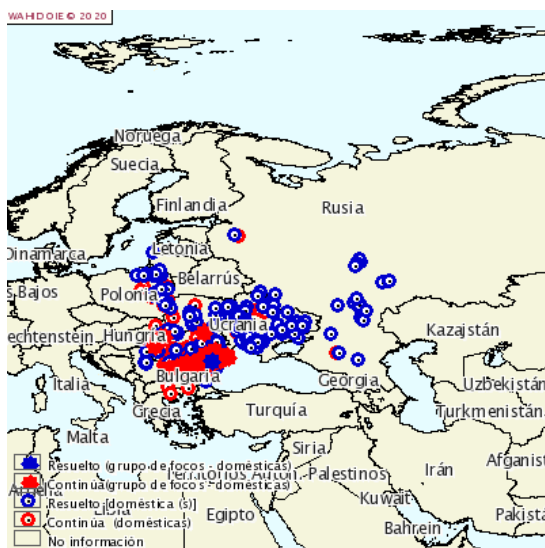 WAHID OIE © 2020
Noruega
Suecia
Finlandia
Rusia
Dinamarca
Letonia
Belarrús
s Bajos
Polonia
Ucrania
echtenstein
Hungría
Kazajstán
Bulgaria
Italia
Georgia
Uzbekistán
Grecia
Turquía
Turkmenistán
Malta
Siria
Afganist
Irán
Palestinos
Kuwait
Egipto
Bahrein
Pakist
Resuelto (grupo de focos - domésticas)
Continúa (grupo de focos - domésticas)
Resuelto [doméstica (s)]
Continúa (domésticas)
No información